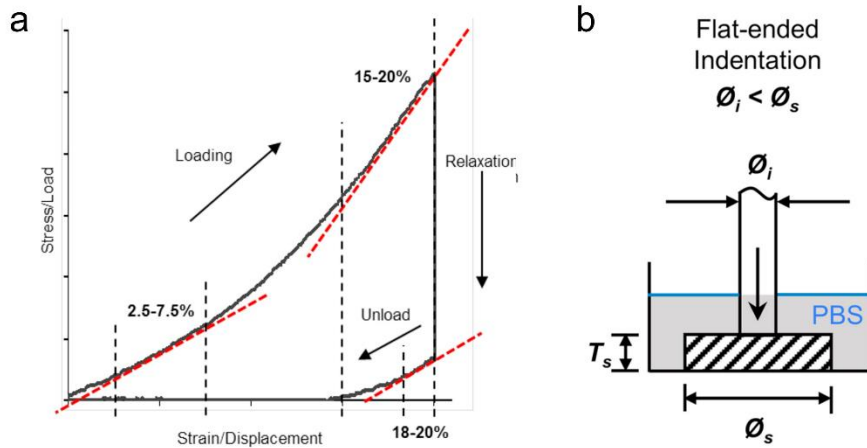 a
15-20%
Loading
Relaxation
Stress/Load
2.5-7.5%
Unload
Strain/Displacement
18-20%
b
Flat-ended
Indentation
Øᵢ < Øₛ
Øᵢ
PBS
Tₛ
Øₛ